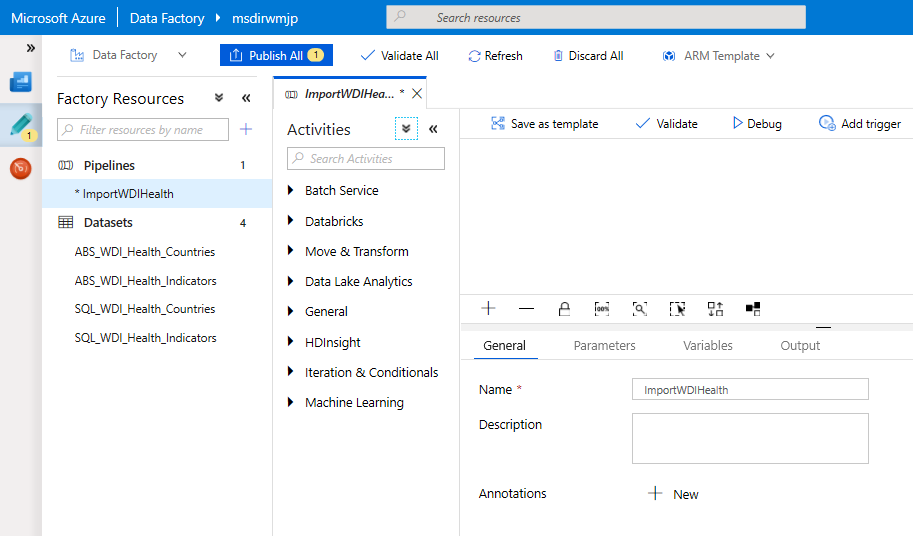 Microsoft Azure Data Factory msdirwmjp Search resources
» Data Factory Publish All 1 Validate All Refresh Discard All ARM Template
Factory Resources «
Filter resources by name +
1
Pipelines 1
* ImportWDIHealth
Datasets 4
ABS_WDI_Health_Countries
ABS_WDI_Health_Indicators
SQL_WDI_Health_Countries
SQL_WDI_Health_Indicators
ImportWDIHea... *
Activities «
Search Activities
Batch Service
Databricks
Move & Transform
Data Lake Analytics
General
HDInsight
Iteration & Conditionals
Machine Learning
Save as template Validate Debug Add trigger
100%
General Parameters Variables Output
Name * ImportWDIHealth
Description
Annotations + New